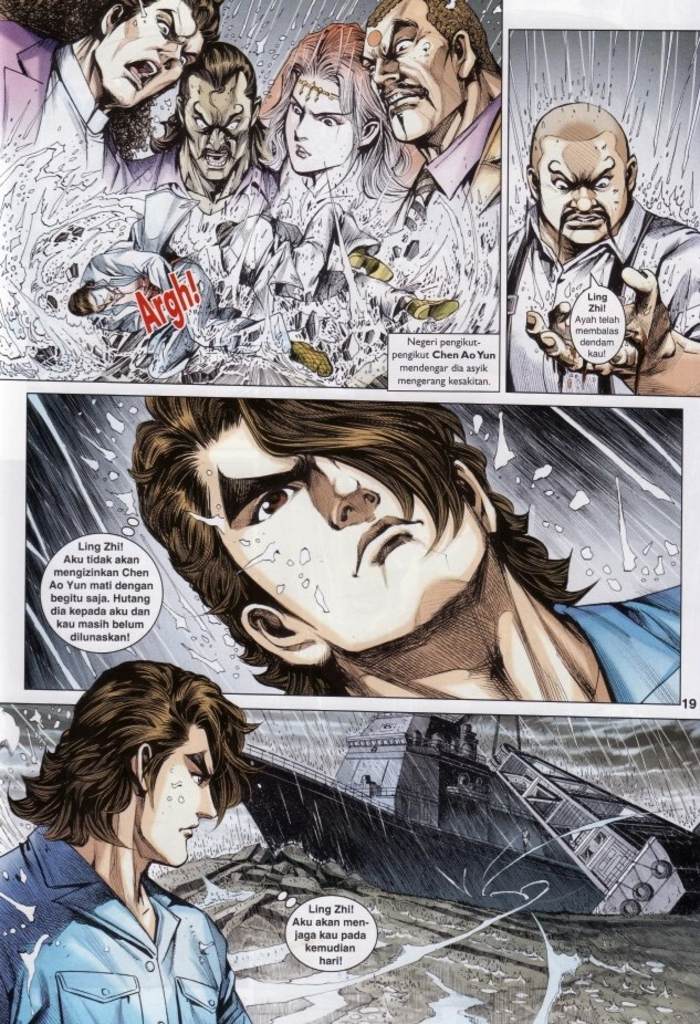 Argh!
Negeri pengikut-
pengikut Chen Ao Yun
mendengar dia asyik
mengerang kesakitan.
Ling
Zhi!
Ayah telah
membalas
dendam
kau!
Ling Zhi!
Aku tidak akan
mengizinkan Chen
Ao Yun mati dengan
begitu saja. Hutang
dia kepada aku dan
kau masih belum
dilunaskan!
19
Ling Zhi!
Aku akan men-
jaga kau pada
kemudian
hari!